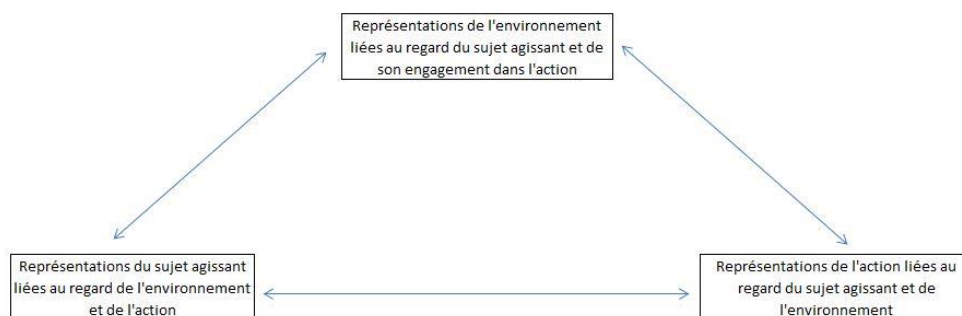 Représentations de l'environnement
liées au regard du sujet agissant et de
son engagement dans l'action
Représentations du sujet agissant
liées au regard de l'environnement
et de l'action
Représentations de l'action liées au
regard du sujet agissant et de
l'environnement